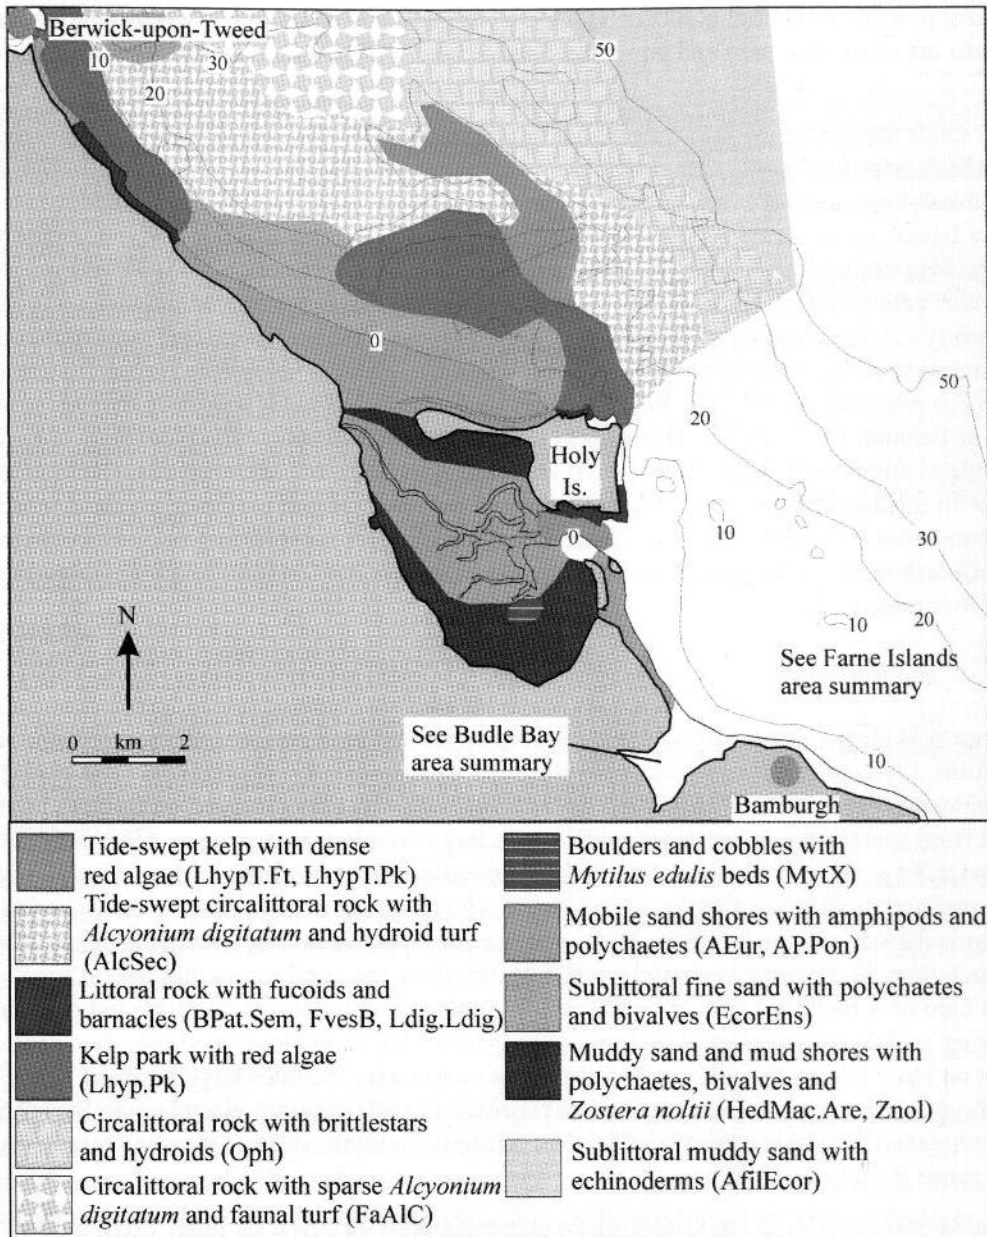 Berwick-upon-Tweed
10
30
20
50
0
50
20
Holy
Is.
0
10
30
20
10
N
See Farne Islands
area summary
0 km 2
See Budle Bay
area summary
10
Bamburgh
Tide-swept kelp with dense
red algae (LhypT.Ft, LhypT.Pk)
Tide-swept circalittoral rock with
Alcyonium digitatum and hydroid turf
(AlcSec)
Littoral rock with fucoids and
barnacles (BPat.Sem, FvesB, Ldig.Ldig)
Kelp park with red algae
(Lhyp.Pk)
Circalittoral rock with brittlestars
and hydroids (Oph)
Circalittoral rock with sparse Alcyonium
digitatum and faunal turf (FaAlC)
Boulders and cobbles with
Mytilus edulis beds (MytX)
Mobile sand shores with amphipods and
polychaetes (AEur, AP.Pon)
Sublittoral fine sand with polychaetes
and bivalves (EcorEns)
Muddy sand and mud shores with
polychaetes, bivalves and
Zostera noltii (HedMac.Are, Znol)
Sublittoral muddy sand with
echinoderms (AfilEcor)